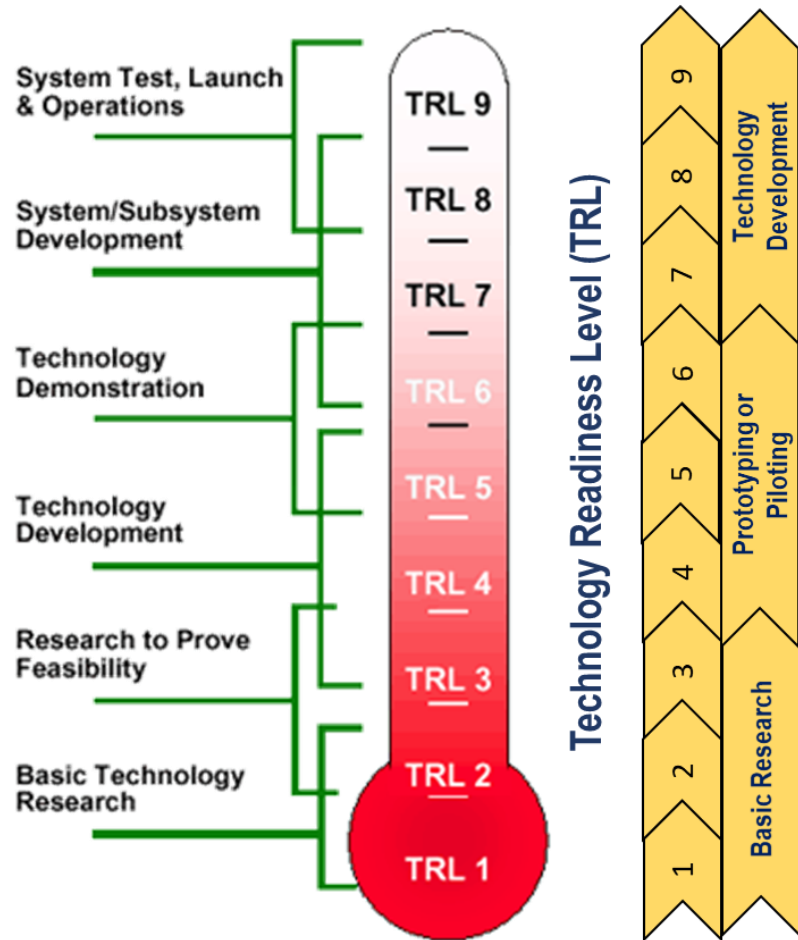 System Test, Launch
& Operations
System/Subsystem
Development
Technology
Demonstration
Technology
Development
Research to Prove
Feasibility
Basic Technology
Research
TRL 9
TRL 8
TRL 7
TRL 6
TRL 5
TRL 4
TRL 3
TRL 2
TRL 1
Technology Readiness Level (TRL)
9
8
7
6
5
4
3
2
1
Technology
Development
Prototyping or
Piloting
Basic Research